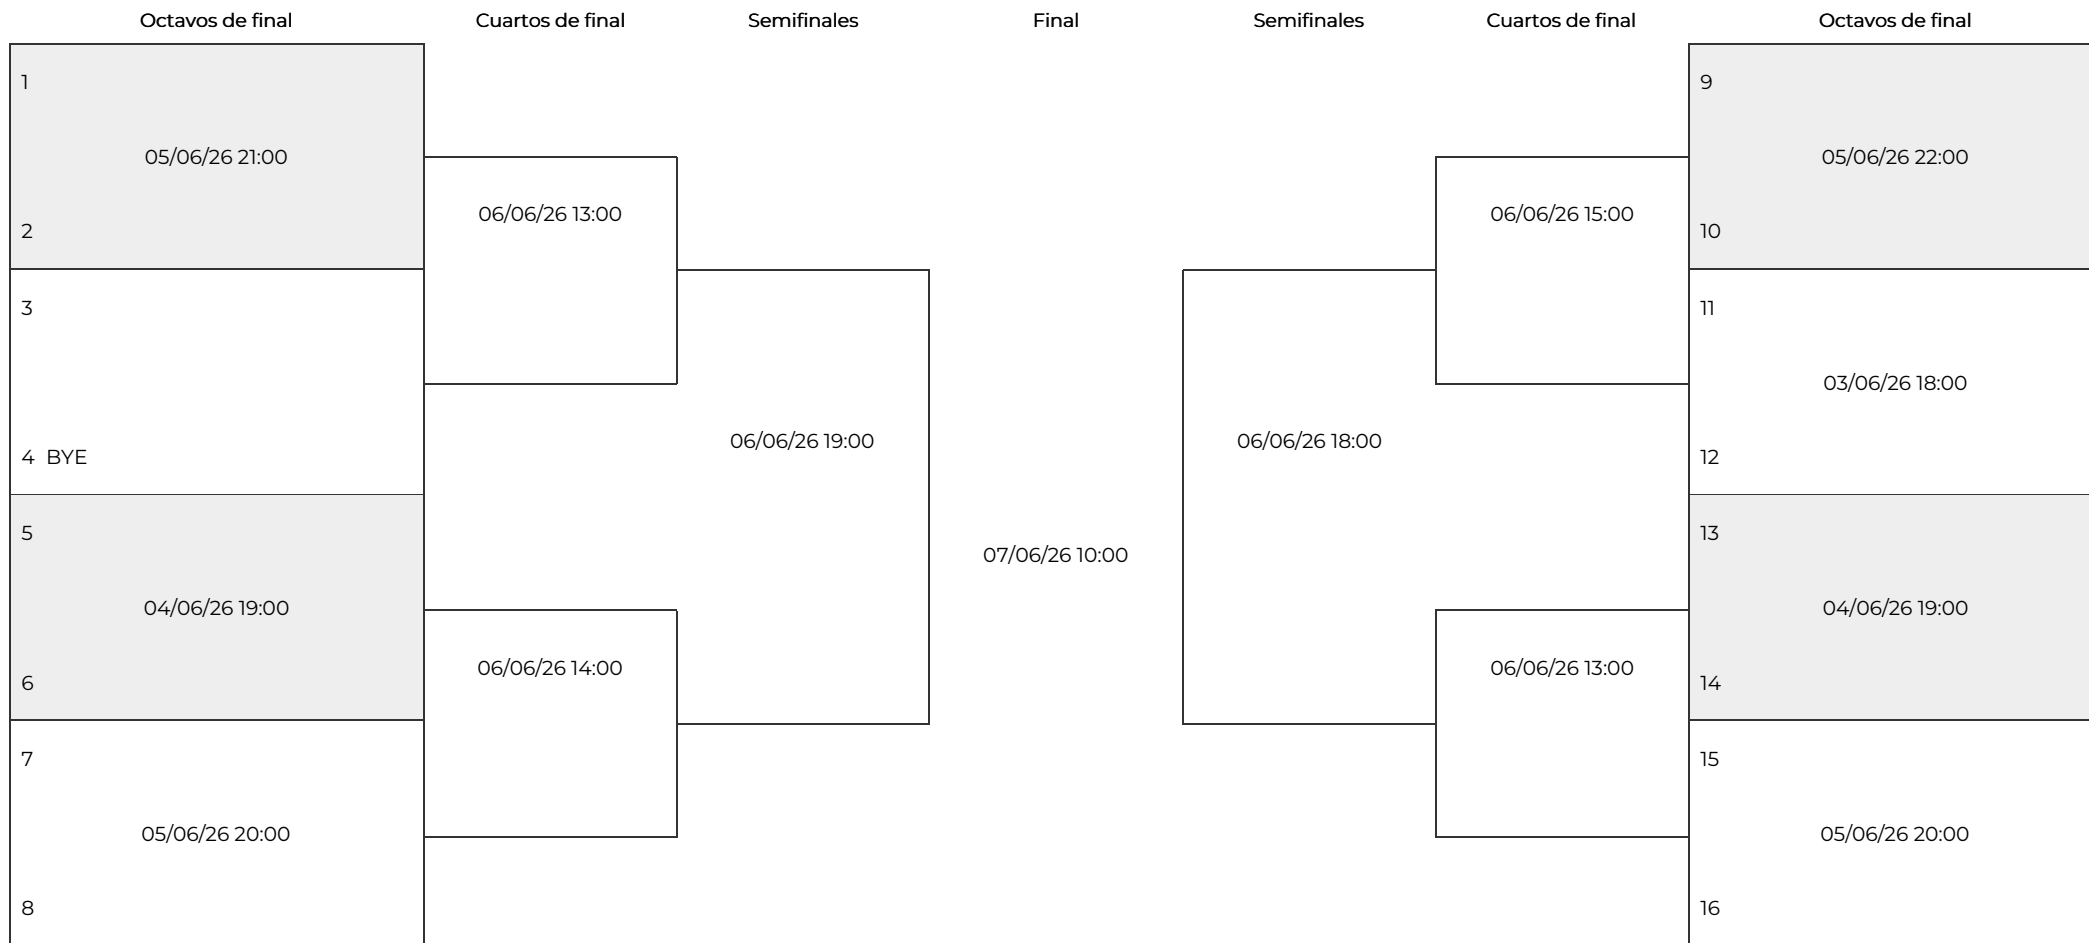 Octavos de final Cuartos de final Semifinales Final Semifinales Cuartos de final Octavos de final
1 9
05/06/26 21:00 05/06/26 22:00
06/06/26 13:00 06/06/26 15:00
2 10
3 11
03/06/26 18:00
06/06/26 19:00 06/06/26 18:00
4 BYE 12
5 13
07/06/26 10:00
04/06/26 19:00 04/06/26 19:00
06/06/26 14:00 06/06/26 13:00
6 14
7 15
05/06/26 20:00 05/06/26 20:00
8 16